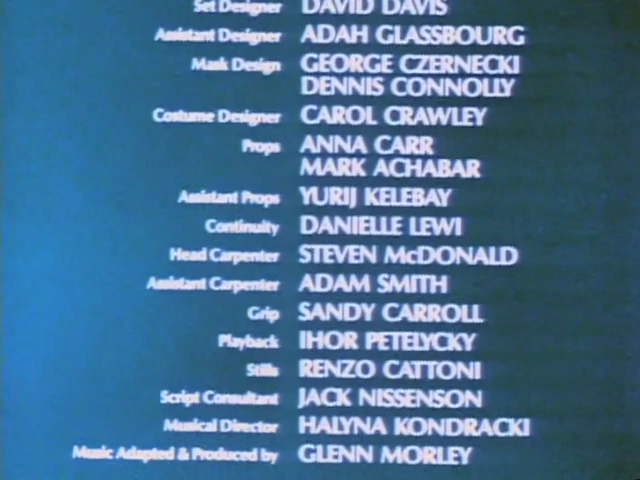 Set Designer DAVID DAVIS
Assistant Designer ADAH GLASSBOURG
Mask Design GEORGE CZERNECKI
DENNIS CONNOLLY
Costume Designer CAROL CRAWLEY
Props ANNA CARR
MARK ACHABAR
Assistant Props YURIJ KELEBAY
Continuity DANIELLE LEWI
Head Carpenter STEVEN McDONALD
Assistant Carpenter ADAM SMITH
Grip SANDY CARROLL
Playback IHOR PETELYCKY
Stills RENZO CATTONI
Script Consultant JACK NISSENSON
Musical Director HALYNA KONDRACKI
Music Adapted & Produced by GLENN MORLEY